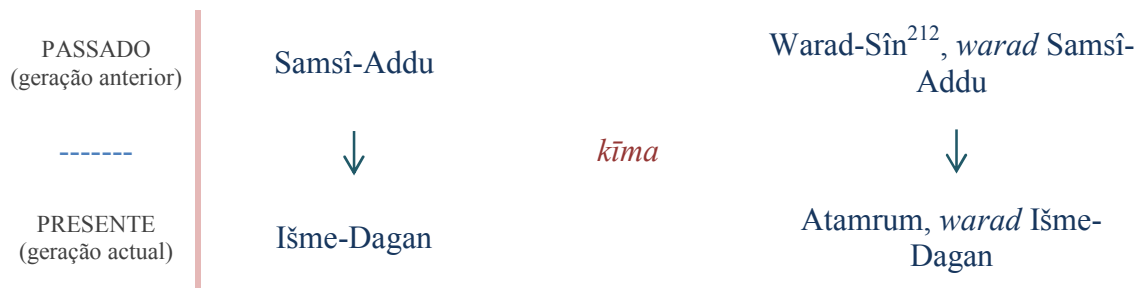 PASSADO
(geração anterior)
Samsî-Addu
Warad-Sîn²¹², warad Samsî-
Addu
-------
↓
kīma
↓
PRESENTE
(geração actual)
Išme-Dagan
Atamrum, warad Išme-
Dagan